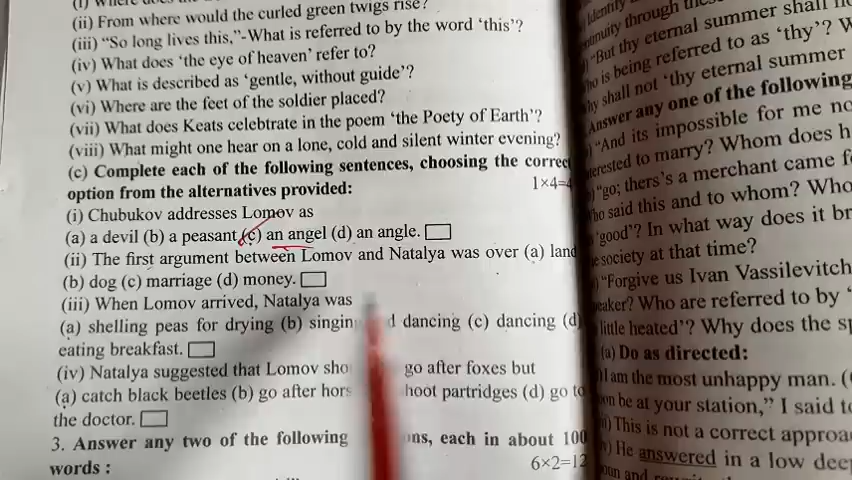 (ii) From where would the curled green twigs rise?
(iii) “So long lives this,”-What is referred to by the word ‘this’?
(iv) What does ‘the eye of heaven’ refer to?
(v) What is described as ‘gentle, without guide’?
(vi) Where are the feet of the soldier placed?
(vii) What does Keats celebtrate in the poem ‘the Poety of Earth’?
(viii) What might one hear on a lone, cold and silent winter evening?
(c) Complete each of the following sentences, choosing the correct
option from the alternatives provided: 1×4=4
(i) Chubukov addresses Lomov as
(a) a devil (b) a peasant (c) an angel (d) an angle.
(ii) The first argument between Lomov and Natalya was over (a) land
(b) dog (c) marriage (d) money.
(iii) When Lomov arrived, Natalya was
(a) shelling peas for drying (b) dancing (c) dancing (d)
eating breakfast.
(iv) Natalya suggested that Lomov go after foxes but
(a) catch black beetles (b) go after partridges (d) go to
the doctor.
3. Answer any two of the following each in about 100
words : 6×2=12
“But thy eternal summer shall
is being referred to as ‘thy’?
shall not ‘thy eternal summer
Answer any one of the following
“And its impossible for me
to marry? Whom does
“go; thers’s a merchant came
said this and to whom? Who
‘good’? In what way does it
society at that time?
“Forgive us Ivan Vassilevitch
Who are referred to by
little heated’? Why does the
(a) Do as directed:
I am the most unhappy man.
be at your station,” I said
This is not a correct
He answered in a low
and